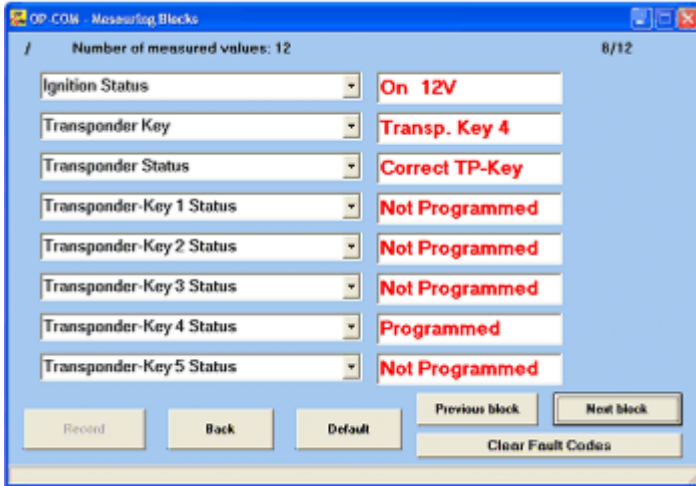 OP-COM - Measuring Blocks
/ Number of measured values: 12 8/12
Ignition Status On 12V
Transponder Key Transp. Key 4
Transponder Status Correct TP-Key
Transponder-Key 1 Status Not Programmed
Transponder-Key 2 Status Not Programmed
Transponder-Key 3 Status Not Programmed
Transponder-Key 4 Status Programmed
Transponder-Key 5 Status Not Programmed
Record Back Default Previous block Next block
Clear Fault Codes